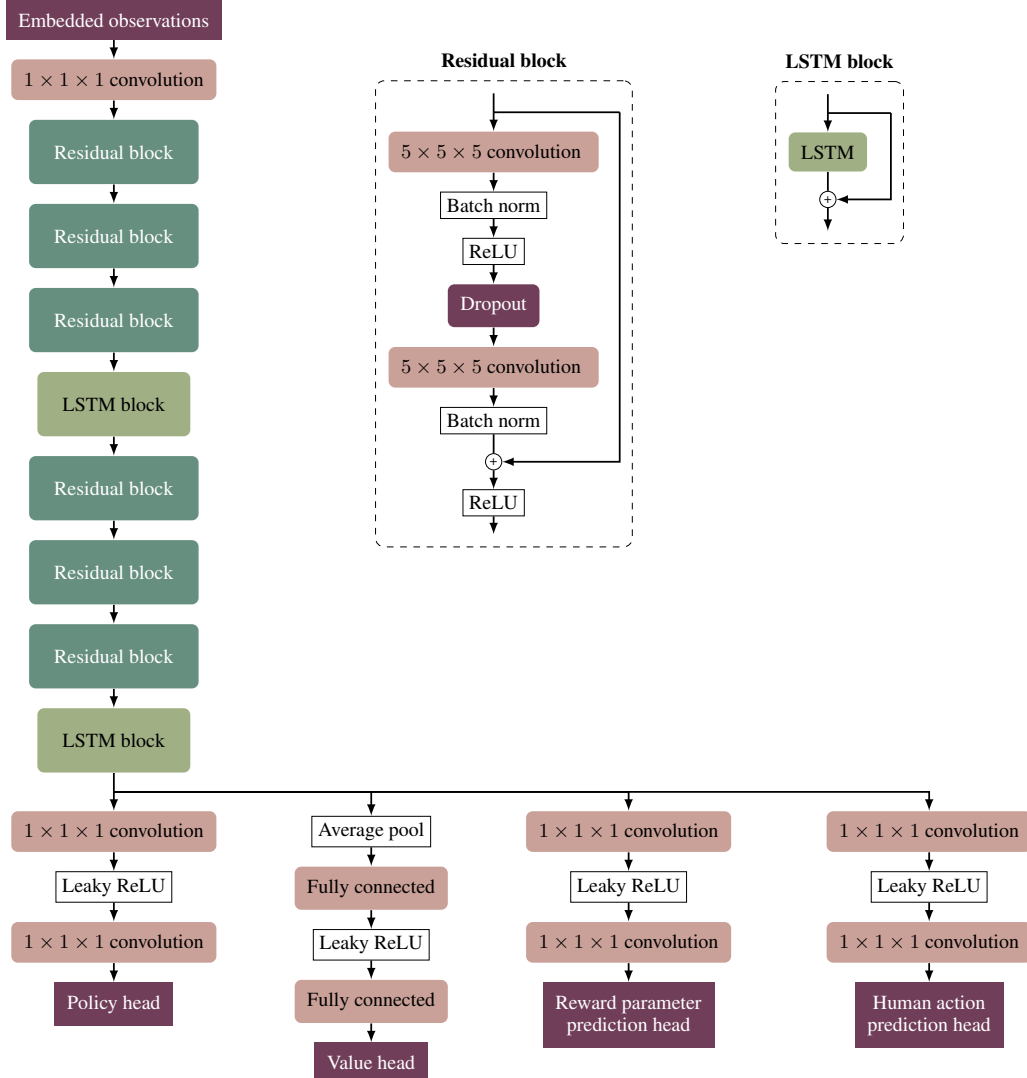 Embedded observations
1 × 1 × 1 convolution
Residual block
Residual block
Residual block
LSTM block
Residual block
Residual block
Residual block
LSTM block
Residual block
5 × 5 × 5 convolution
Batch norm
ReLU
Dropout
5 × 5 × 5 convolution
Batch norm
+
ReLU
LSTM block
LSTM
+
1 × 1 × 1 convolution
Leaky ReLU
1 × 1 × 1 convolution
Policy head
Average pool
Fully connected
Leaky ReLU
Fully connected
Value head
1 × 1 × 1 convolution
Leaky ReLU
1 × 1 × 1 convolution
Reward parameter
prediction head
1 × 1 × 1 convolution
Leaky ReLU
1 × 1 × 1 convolution
Human action
prediction head